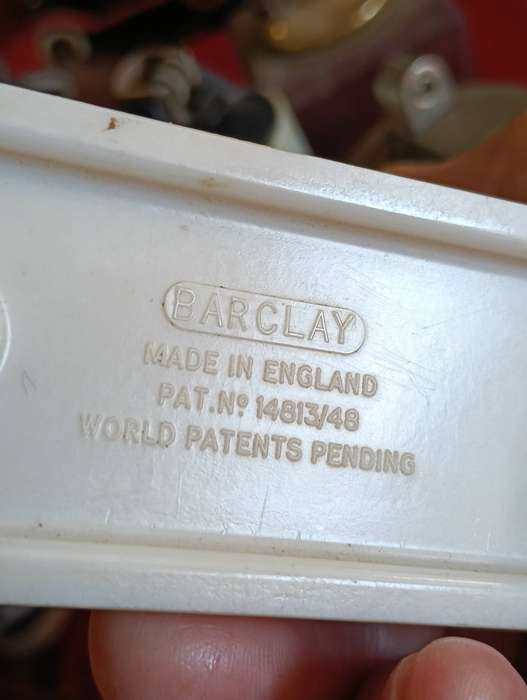 BARCLAY
MADE IN ENGLAND
PAT. Nº 14813/48
WORLD PATENTS PENDING